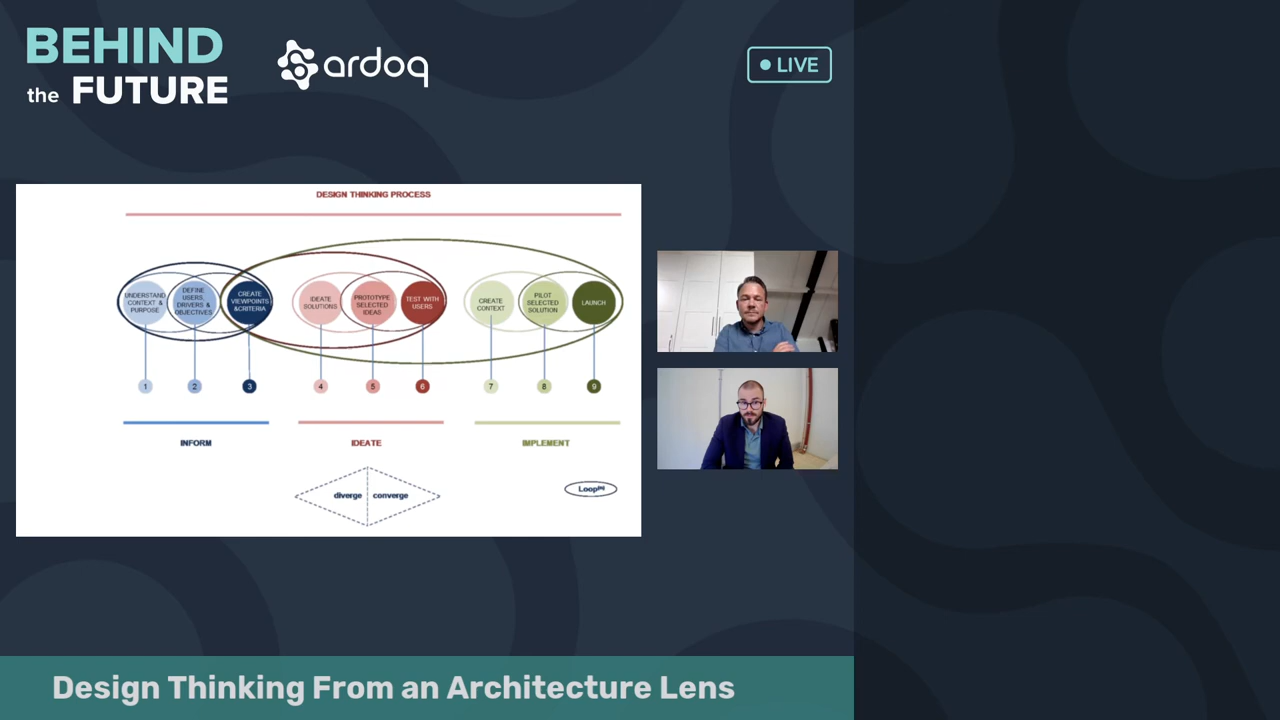 BEHIND
the FUTURE
ardoq
LIVE
DESIGN THINKING PROCESS
UNDERSTAND
CONTEXT &
PURPOSE
DEFINE
USERS,
DRIVERS &
OBJECTIVES
CREATE
VIEWPOINTS
&CRITERIA
IDEATE
SOLUTIONS
PROTOTYPE
SELECTED
IDEAS
TEST WITH
USERS
CREATE
CONTEXT
PILOT
SELECTED
SOLUTION
LAUNCH
1
2
3
4
5
6
7
8
9
INFORM
IDEATE
IMPLEMENT
diverge
converge
Loop
Design Thinking From an Architecture Lens